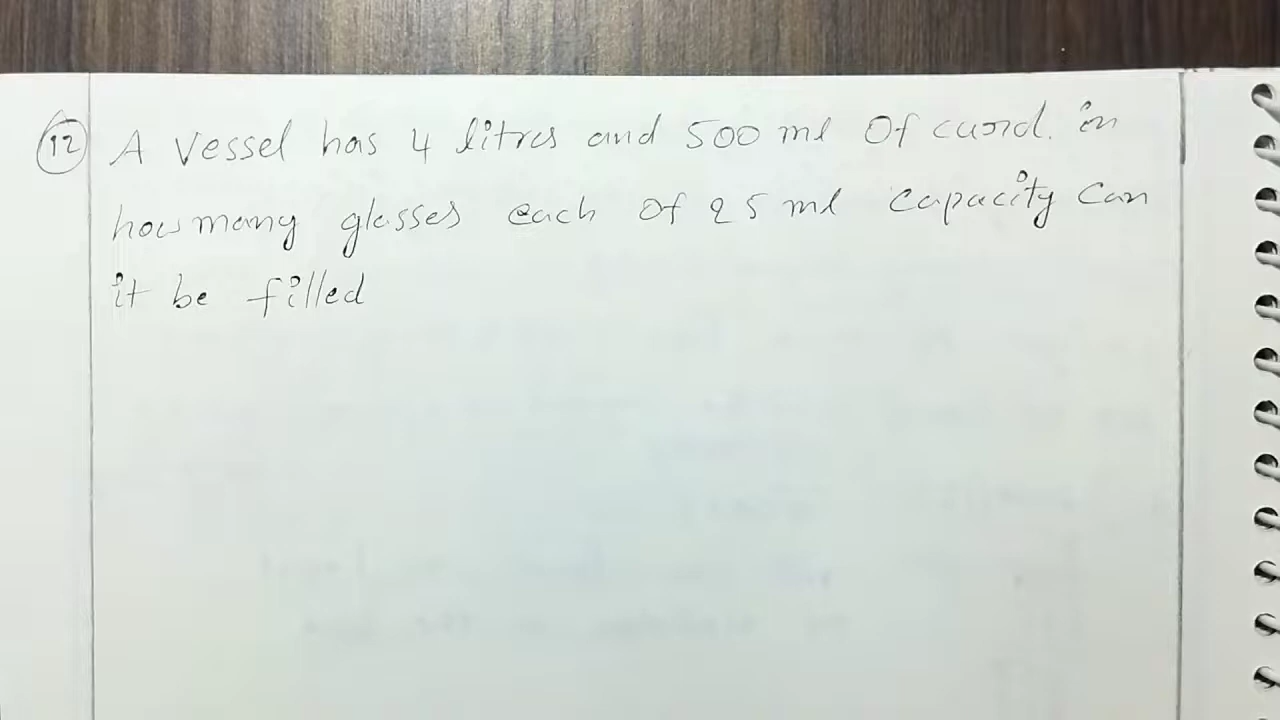 12 A vessel has 4 litres and 500 ml Of curd. in
how many glasses each of 25 ml capacity can
it be filled